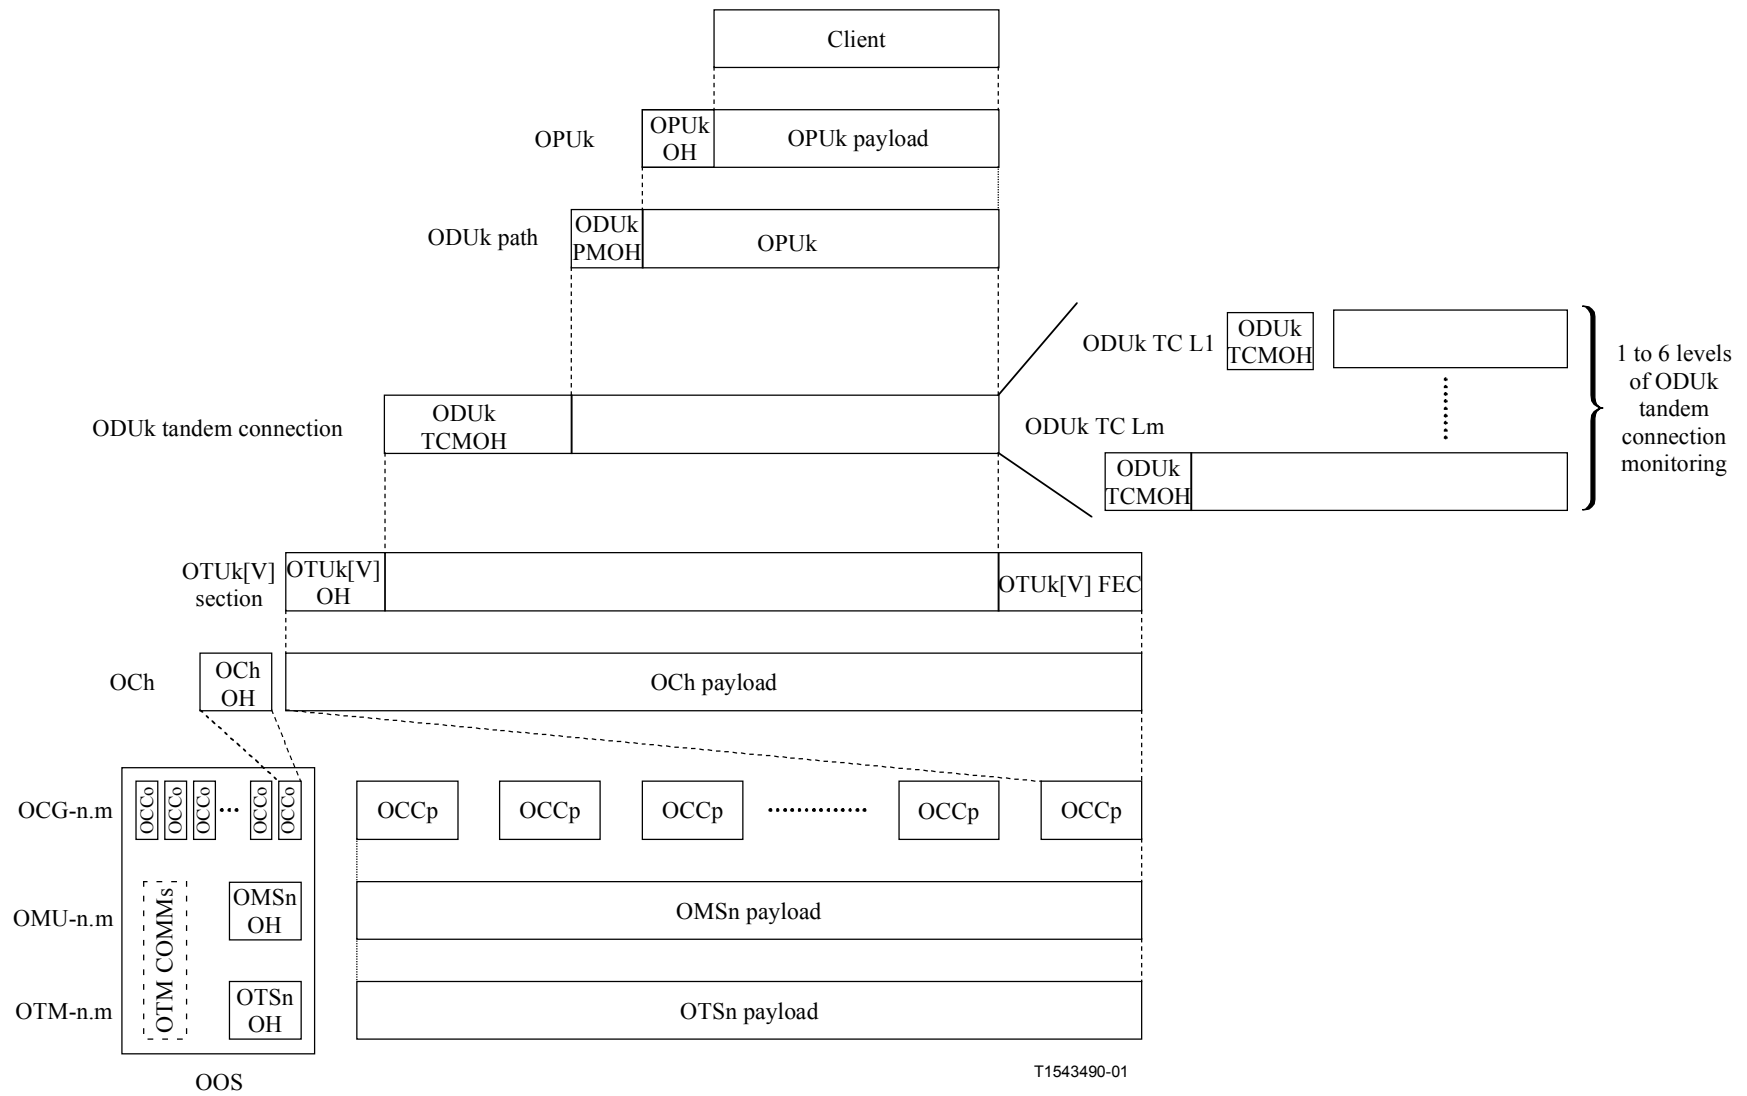 Client
OPUk
OPUk
OH
OPUk payload
ODUk path
ODUk
PMOH
OPUk
ODUk TC L1
ODUk
TCMOH
1 to 6 levels
of ODUk
tandem
connection
monitoring
ODUk tandem connection
ODUk
TCMOH
ODUk TC Lm
ODUk
TCMOH
OTUk[V]
section
OTUk[V]
OH
OTUk[V] FEC
OCh
OCh
OH
OCh payload
OCG-n.m
OCCo
OCCo
OCCo
OCCo
OCCo
OCCp
OCCp
OCCp
OCCp
OCCp
OMU-n.m
OTM COMMs
OMSn
OH
OMSn payload
OTM-n.m
OTSn
OH
OTSn payload
OOS
T1543490-01